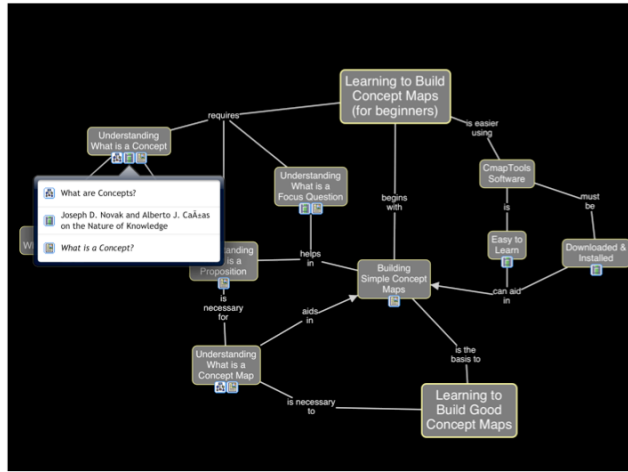 Learning to Build
Concept Maps
(for beginners)
requires
is easier
using
Understanding
What is a Concept
Understanding
What is a
Focus Question
CmapTools
Software
begins
with
is
must
be
What are Concepts?
Joseph D. Novak and Alberto J. CaÃ±as
on the Nature of Knowledge
What is a Concept?
Easy to
Learn
Downloaded &
Installed
is a
Proposition
helps
in
Building
Simple Concept
Maps
can aid
in
is
necessary
for
aids
in
Understanding
What is a
Concept Map
is the
basis to
is necessary
to
Learning to
Build Good
Concept Maps